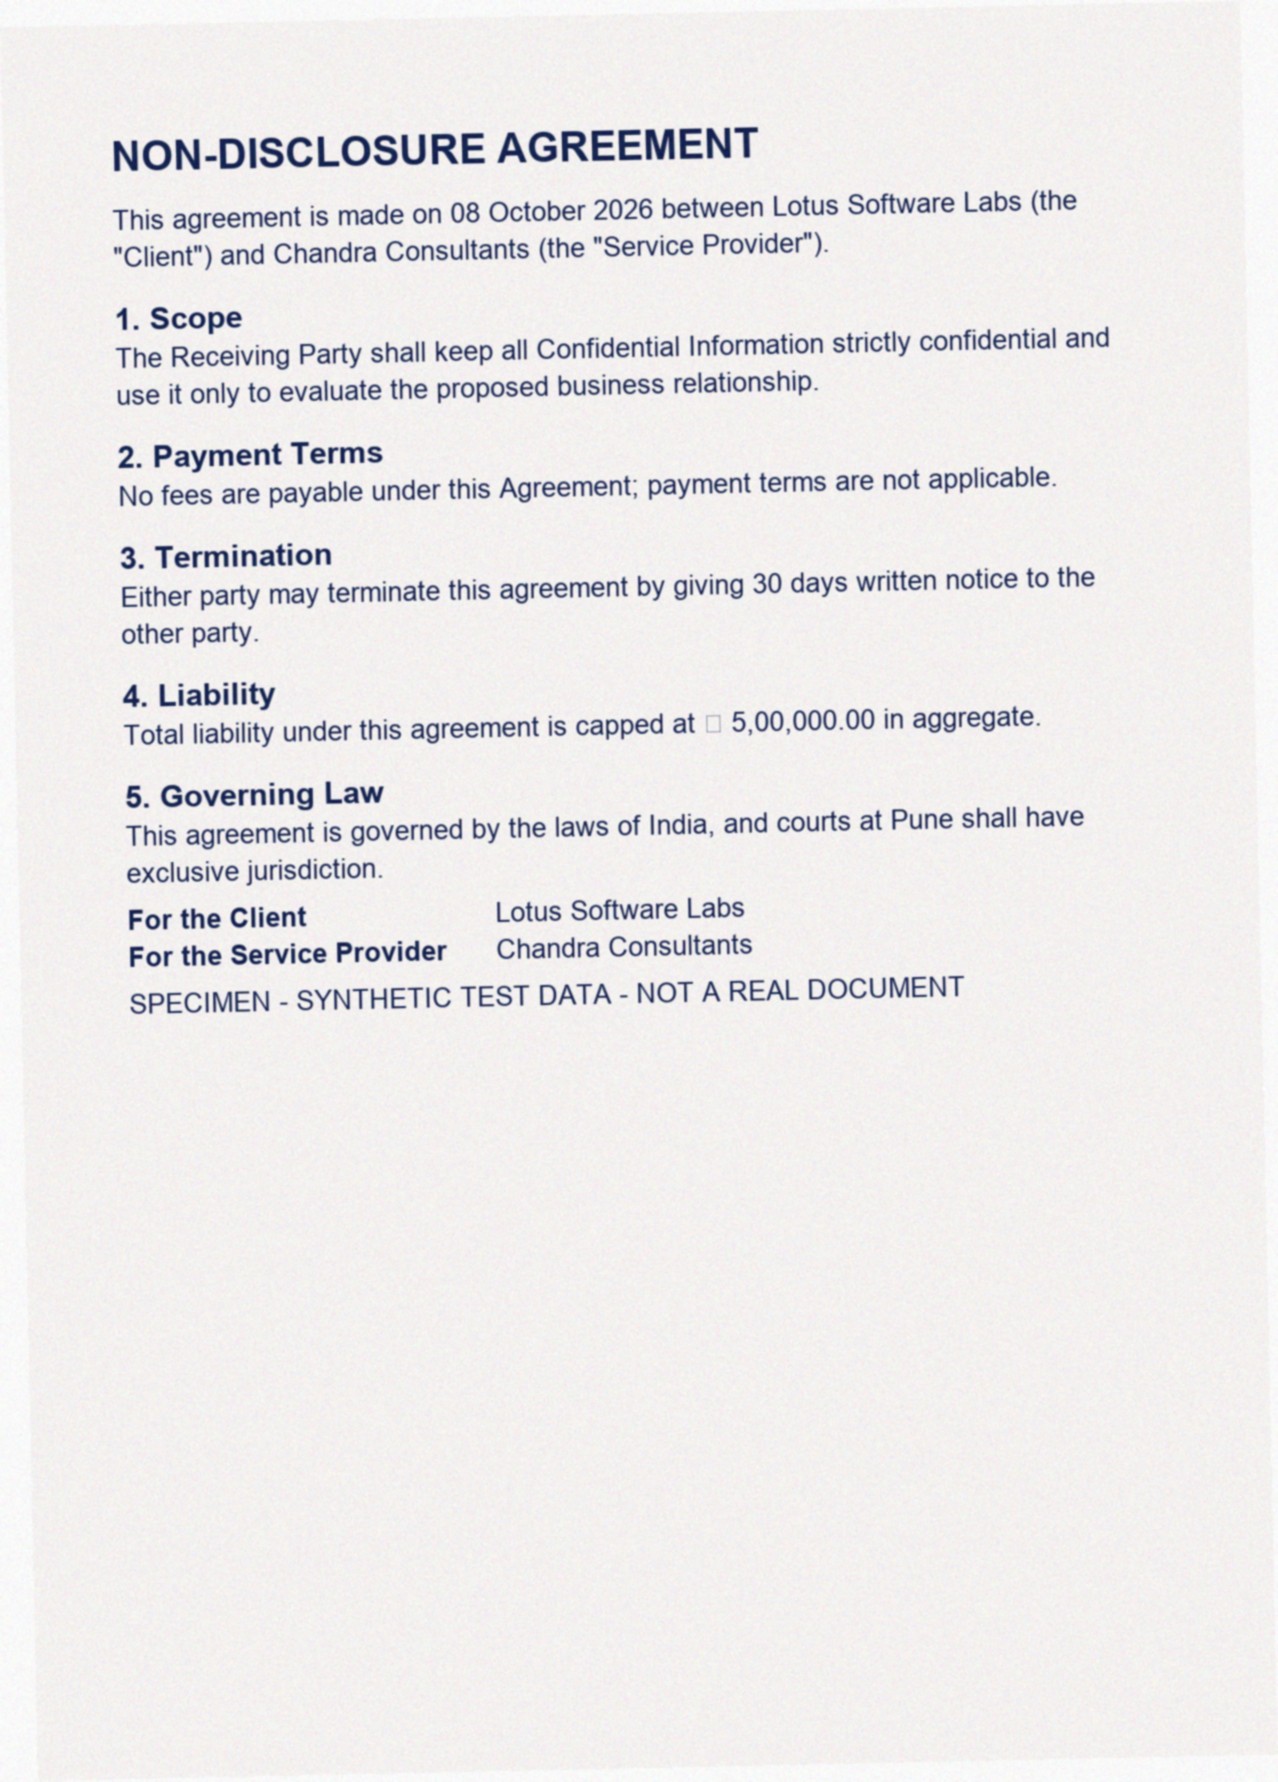 NON-DISCLOSURE AGREEMENT
This agreement is made on 08 October 2026 between Lotus Software Labs (the
"Client") and Chandra Consultants (the "Service Provider").
1. Scope
The Receiving Party shall keep all Confidential Information strictly confidential and
use it only to evaluate the proposed business relationship.
2. Payment Terms
No fees are payable under this Agreement; payment terms are not applicable.
3. Termination
Either party may terminate this agreement by giving 30 days written notice to the
other party.
4. Liability
Total liability under this agreement is capped at □ 5,00,000.00 in aggregate.
5. Governing Law
This agreement is governed by the laws of India, and courts at Pune shall have
exclusive jurisdiction.
For the Client Lotus Software Labs
For the Service Provider Chandra Consultants
SPECIMEN - SYNTHETIC TEST DATA - NOT A REAL DOCUMENT